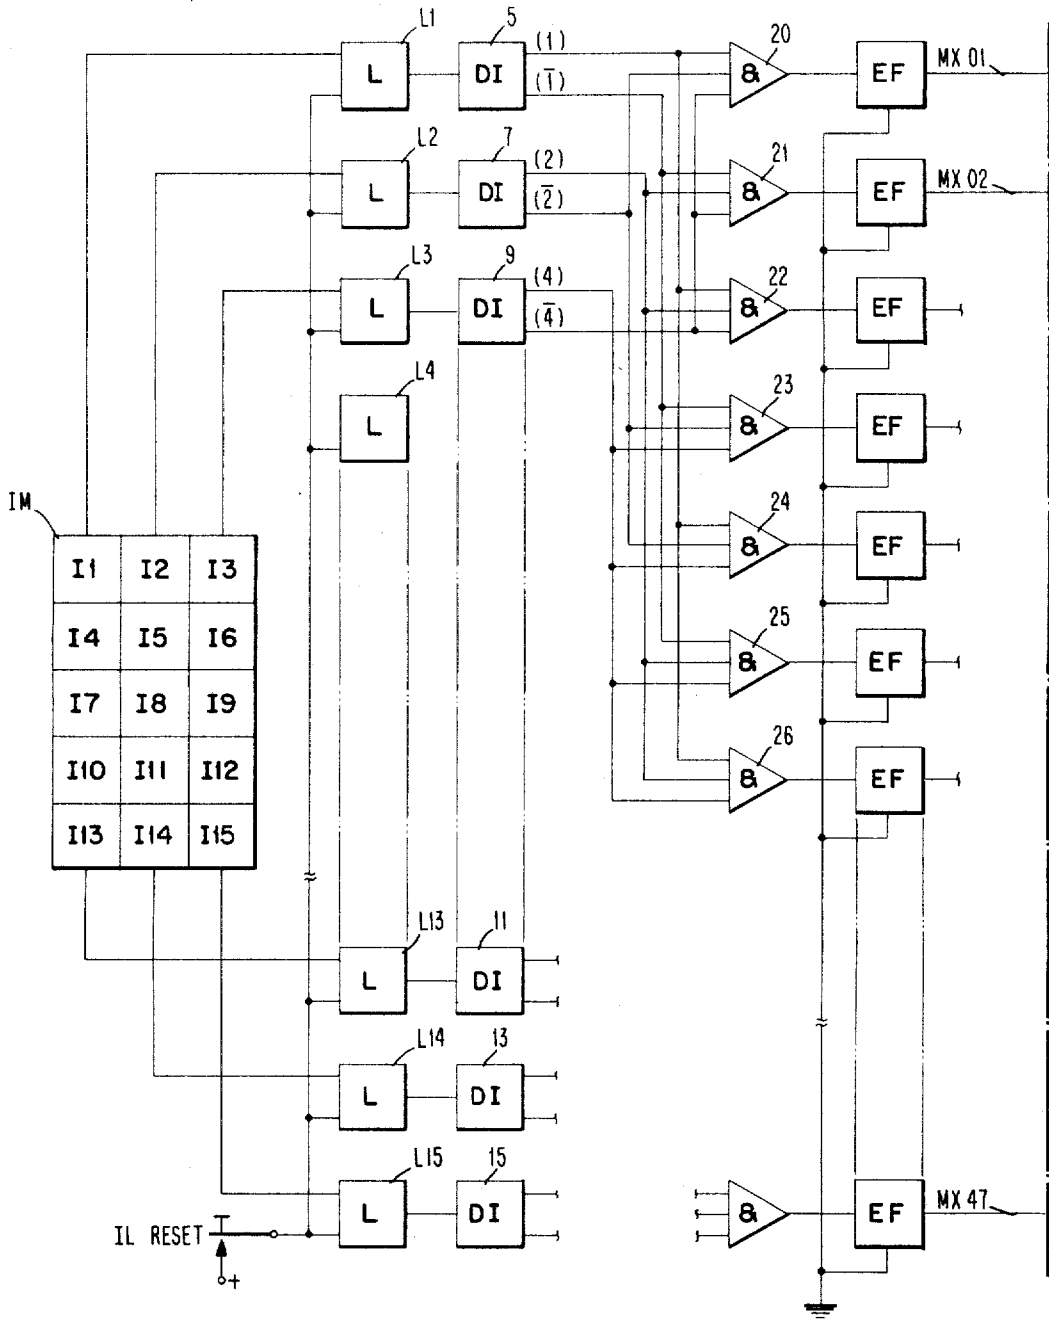 L1 5 (1) 20
L DI & EF MX 01
(1̅)
L2 7 (2) 21
L DI & EF MX 02
(2̅)
L3 9 (4) 22
L DI & EF
(4̅)
L4 23
L & EF
24
& EF
IM
I1 I2 I3
I4 I5 I6
25
& EF
I7 I8 I9
26
I10 I11 I12 & EF
I13 I14 I15
L13 11
L DI
L14 13
L DI
L15 15
L DI & EF MX 47
IL RESET
+